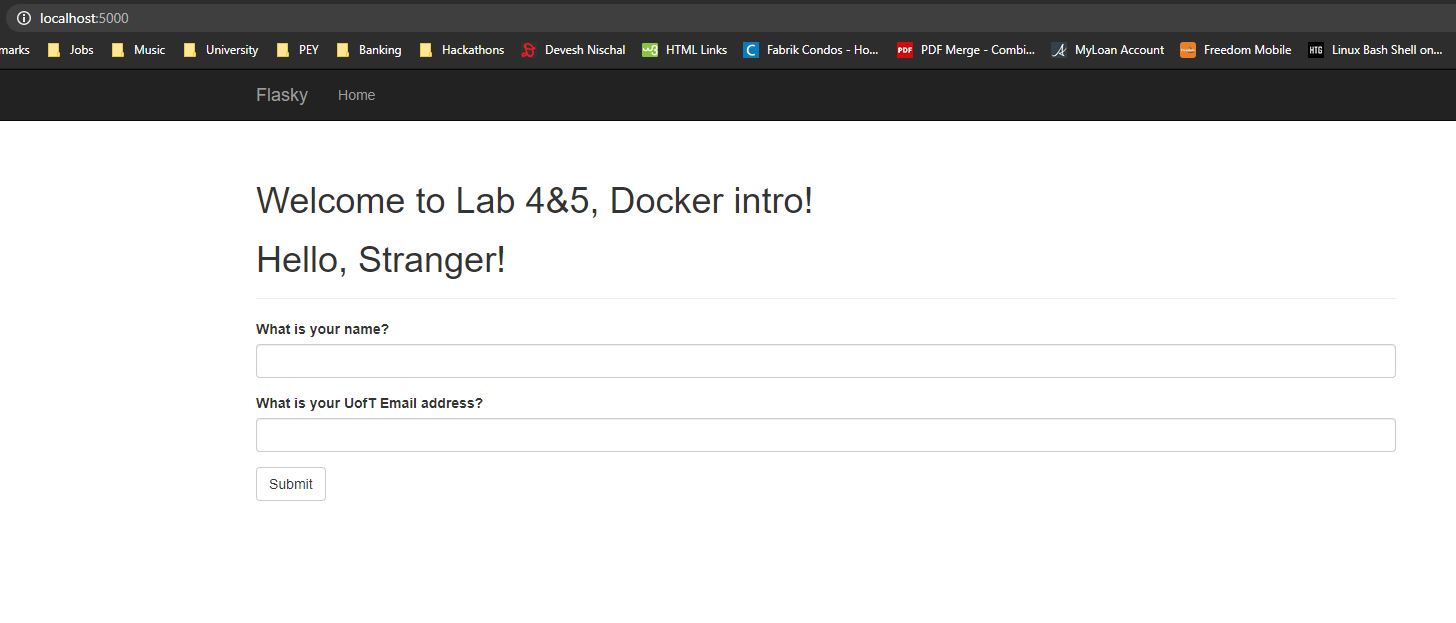 localhost:5000
marks Jobs Music University PEY Banking Hackathons Devesh Nischal HTML Links Fabrik Condos - Ho... PDF PDF Merge - Combi... MyLoan Account Freedom Mobile HTG Linux Bash Shell on...
Flasky Home
Welcome to Lab 4&5, Docker intro!
Hello, Stranger!
What is your name?
What is your UofT Email address?
Submit